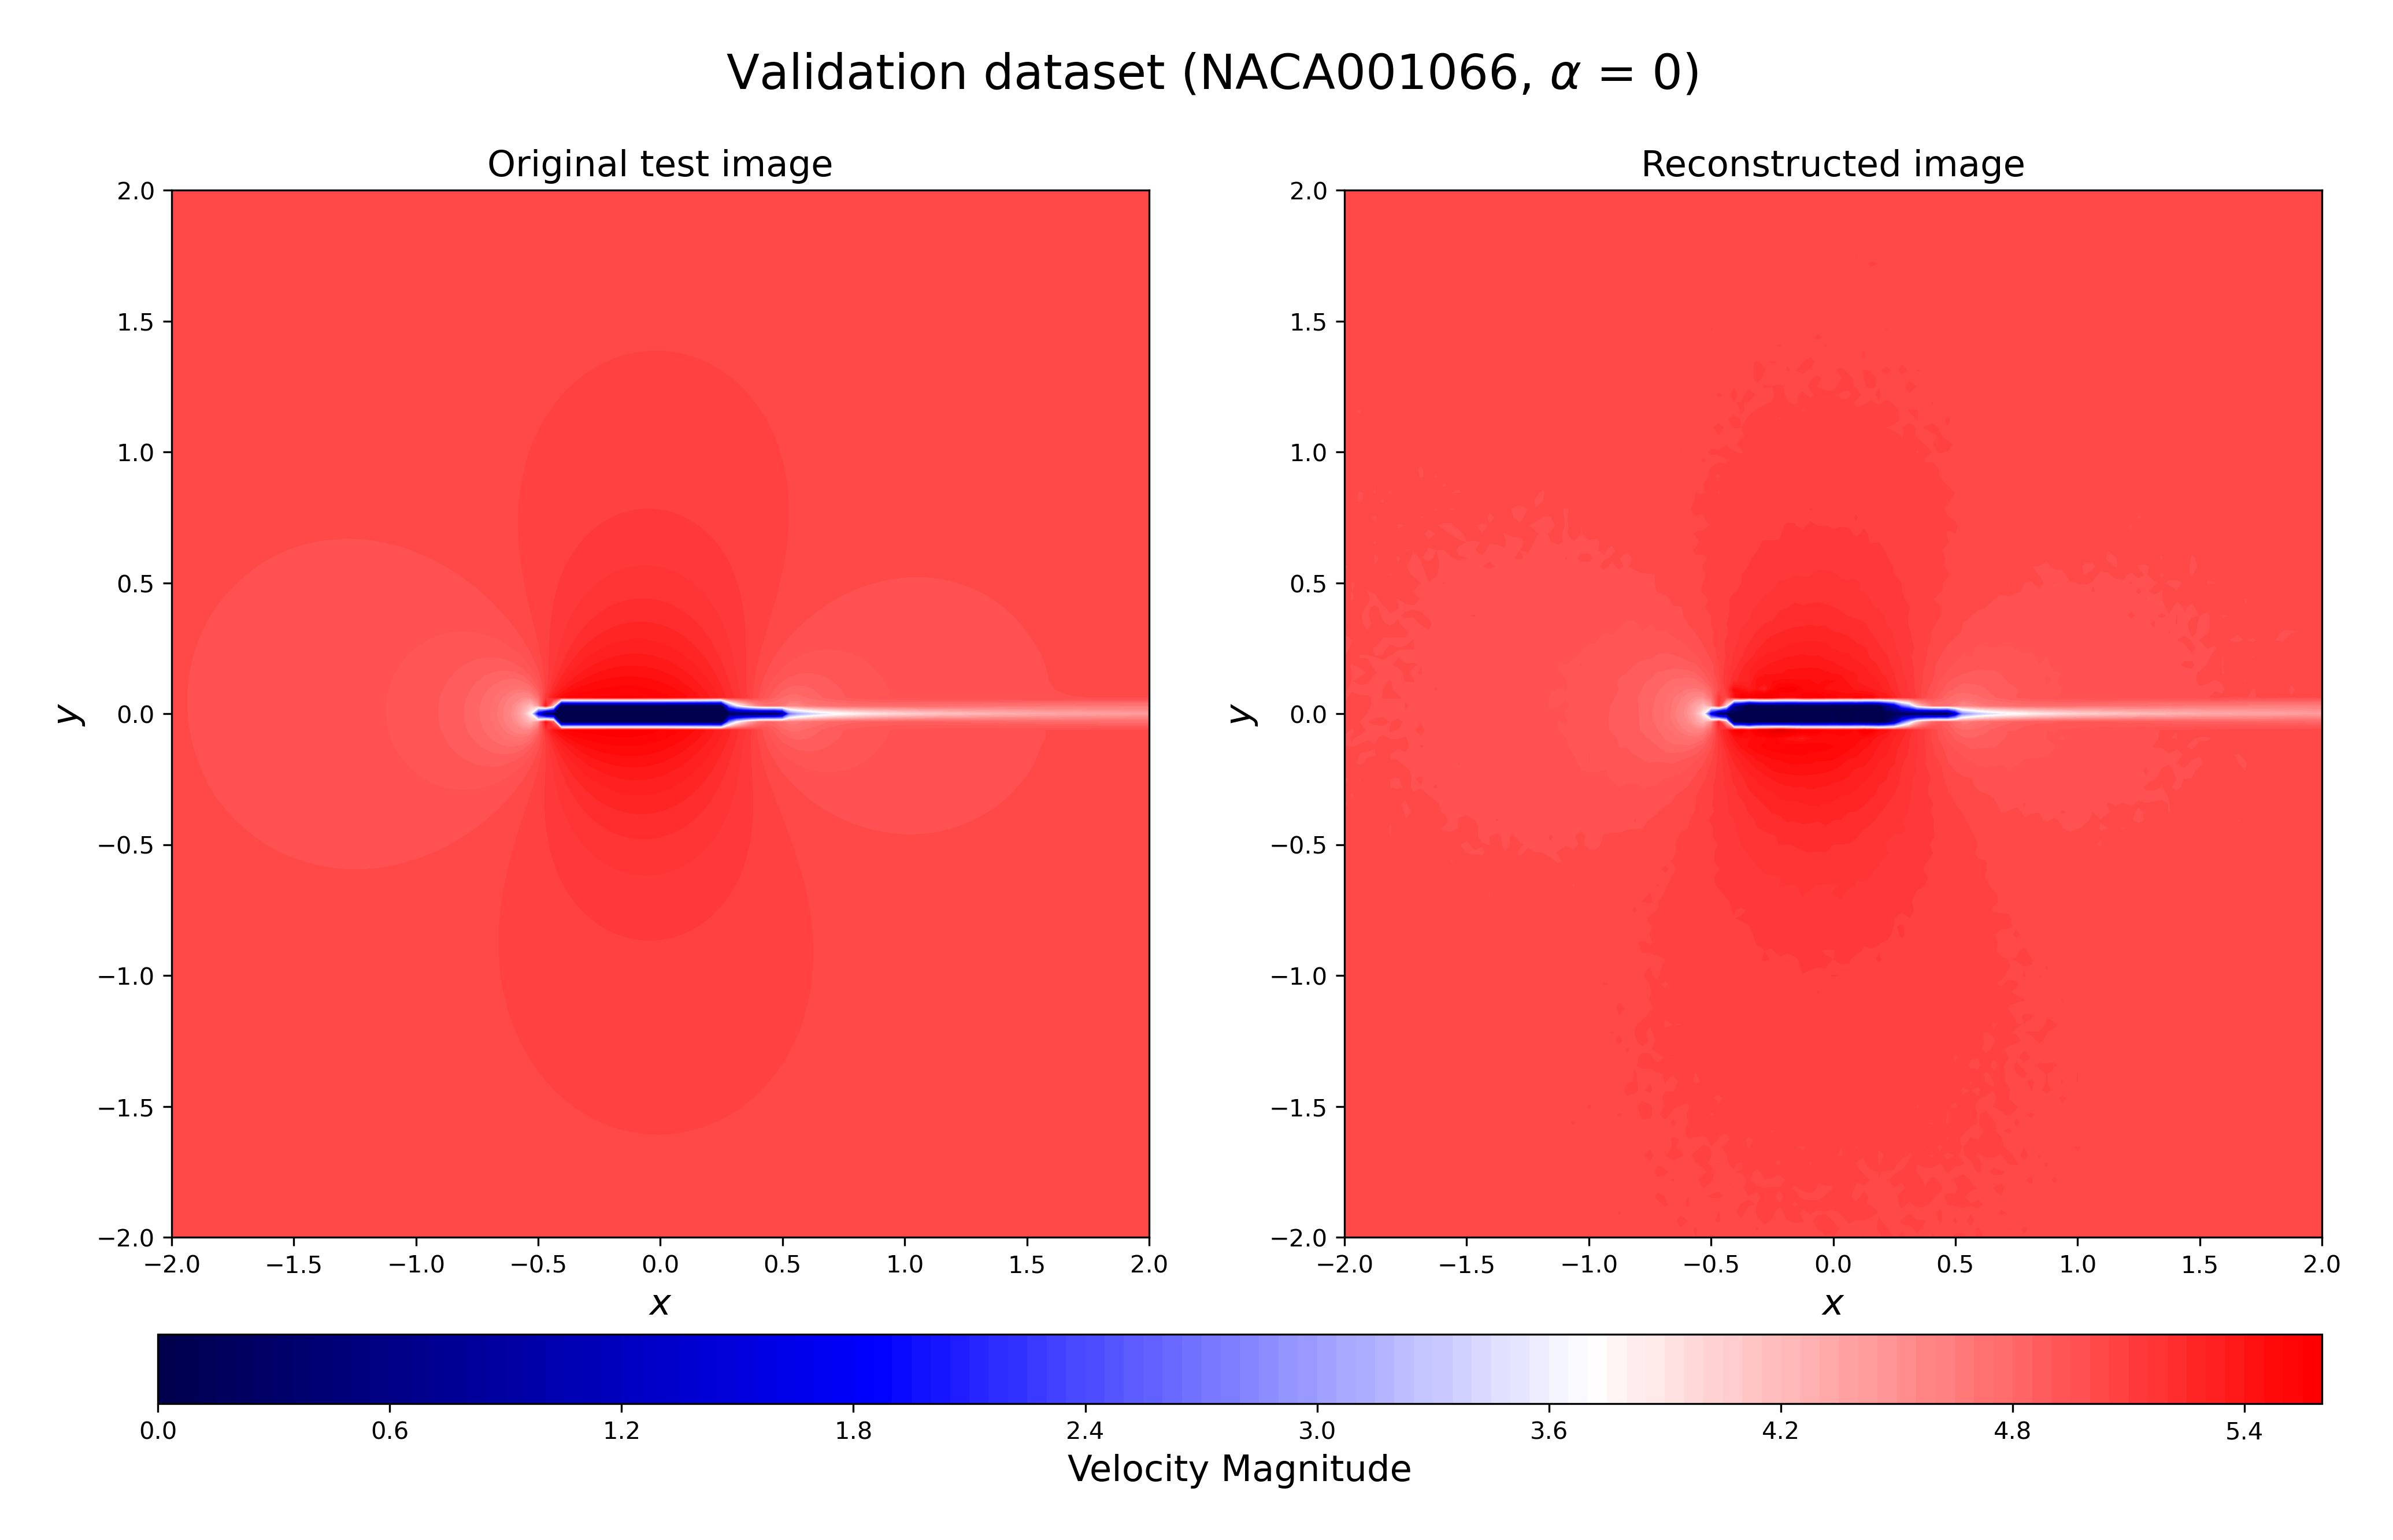 Validation dataset (NACA001066, α = 0)
Original test image
2.0
1.5
1.0
0.5
0.0
−0.5
−1.0
−1.5
−2.0
y
−2.0 −1.5 −1.0 −0.5 0.0 0.5 1.0 1.5 2.0
x
Reconstructed image
2.0
1.5
1.0
0.5
0.0
−0.5
−1.0
−1.5
−2.0
y
−2.0 −1.5 −1.0 −0.5 0.0 0.5 1.0 1.5 2.0
x
0.0 0.6 1.2 1.8 2.4 3.0 3.6 4.2 4.8 5.4
Velocity Magnitude